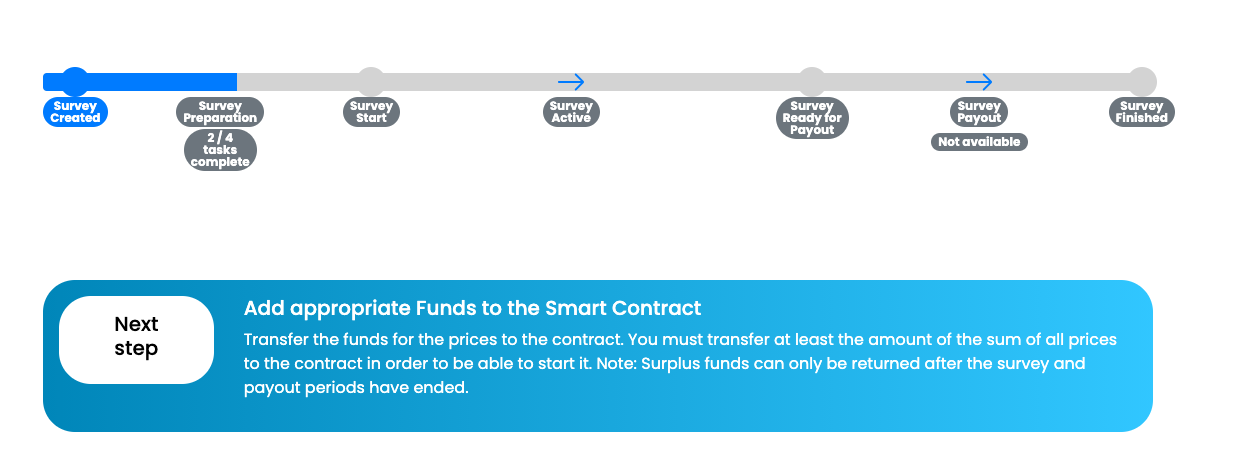 Survey
Created
Survey
Preparation
2 / 4
tasks
complete
Survey
Start
Survey
Active
Survey
Ready for
Payout
Survey
Payout
Not available
Survey
Finished
Next
step
Add appropriate Funds to the Smart Contract
Transfer the funds for the prices to the contract. You must transfer at least the amount of the sum of all prices
to the contract in order to be able to start it. Note: Surplus funds can only be returned after the survey and
payout periods have ended.